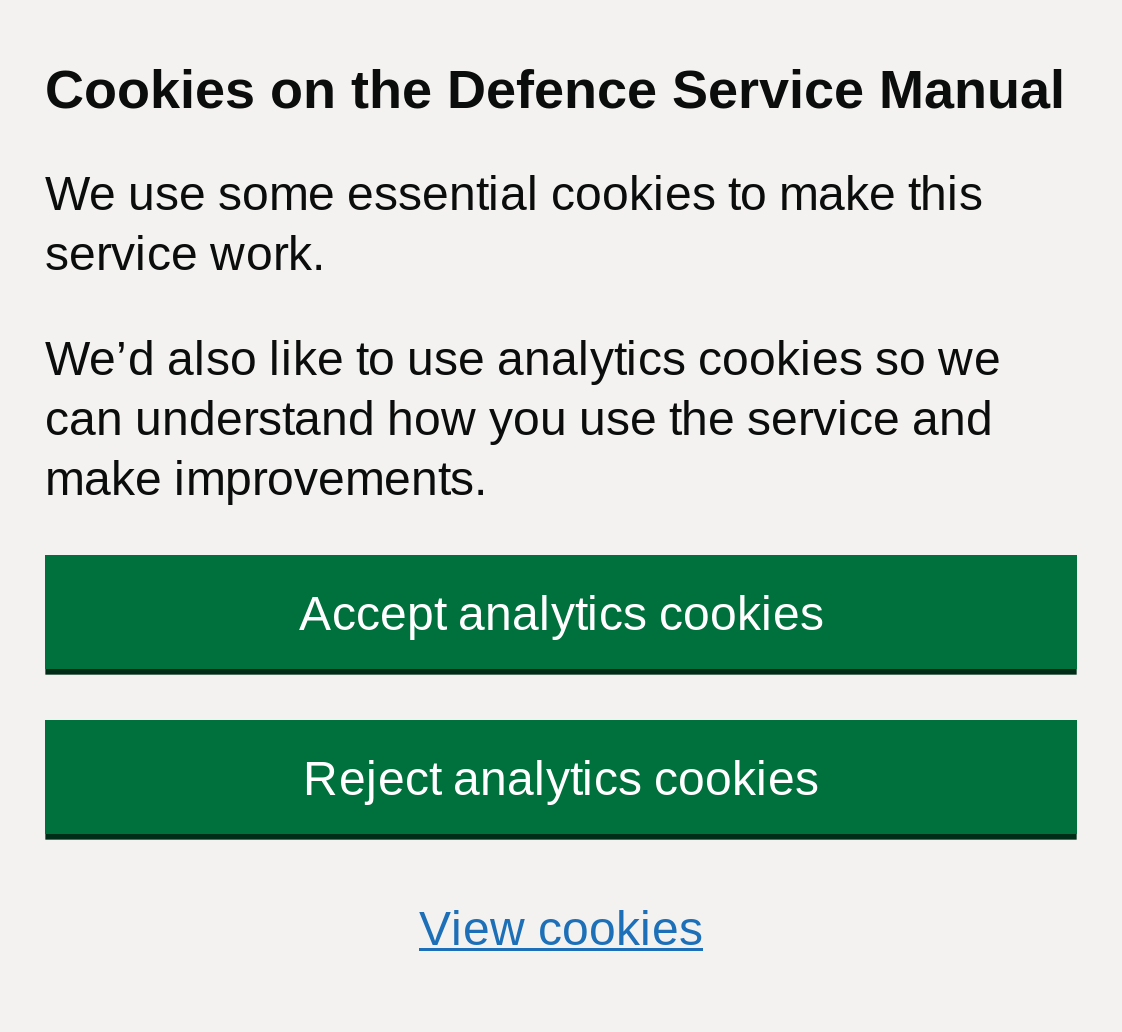 Cookies on the Defence Service Manual
We use some essential cookies to make this
service work.
We’d also like to use analytics cookies so we
can understand how you use the service and
make improvements.
Accept analytics cookies
Reject analytics cookies
View cookies